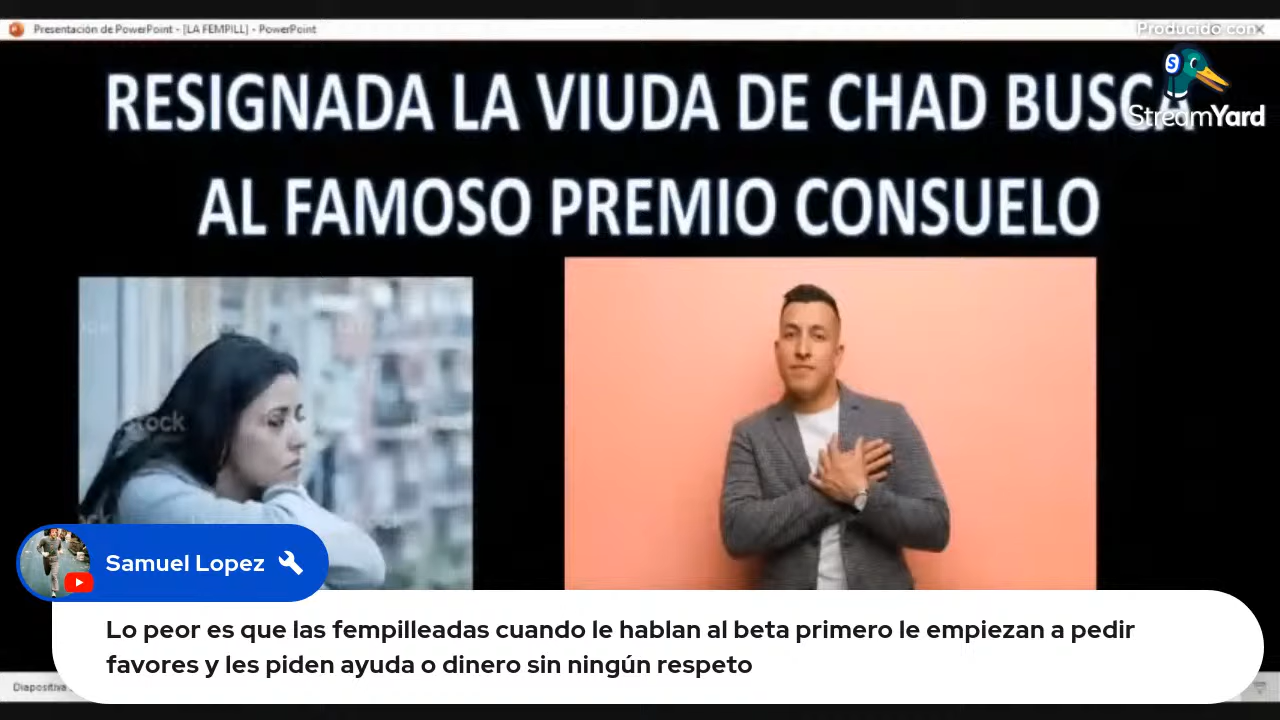 Presentación de PowerPoint - [LA FEMPILL] - PowerPoint
Producido con
StreamYard
RESIGNADA LA VIUDA DE CHAD BUSCA
AL FAMOSO PREMIO CONSUELO
Samuel Lopez
Lo peor es que las fempilleadas cuando le hablan al beta primero le empiezan a pedir
favores y les piden ayuda o dinero sin ningún respeto
Diapositiva